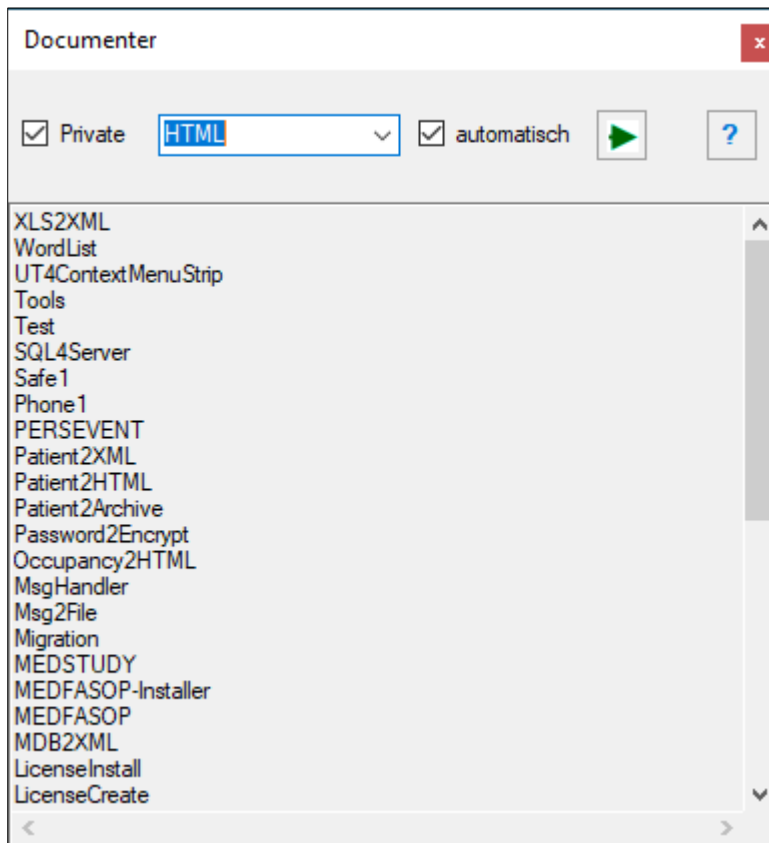 Documenter
x
Private HTML automatisch ?
XLS2XML
WordList
UT4ContextMenuStrip
Tools
Test
SQL4Server
Safe1
Phone1
PERSEVENT
Patient2XML
Patient2HTML
Patient2Archive
Password2Encrypt
Occupancy2HTML
MsgHandler
Msg2File
Migration
MEDSTUDY
MEDFASOP-Installer
MEDFASOP
MDB2XML
LicenseInstall
LicenseCreate